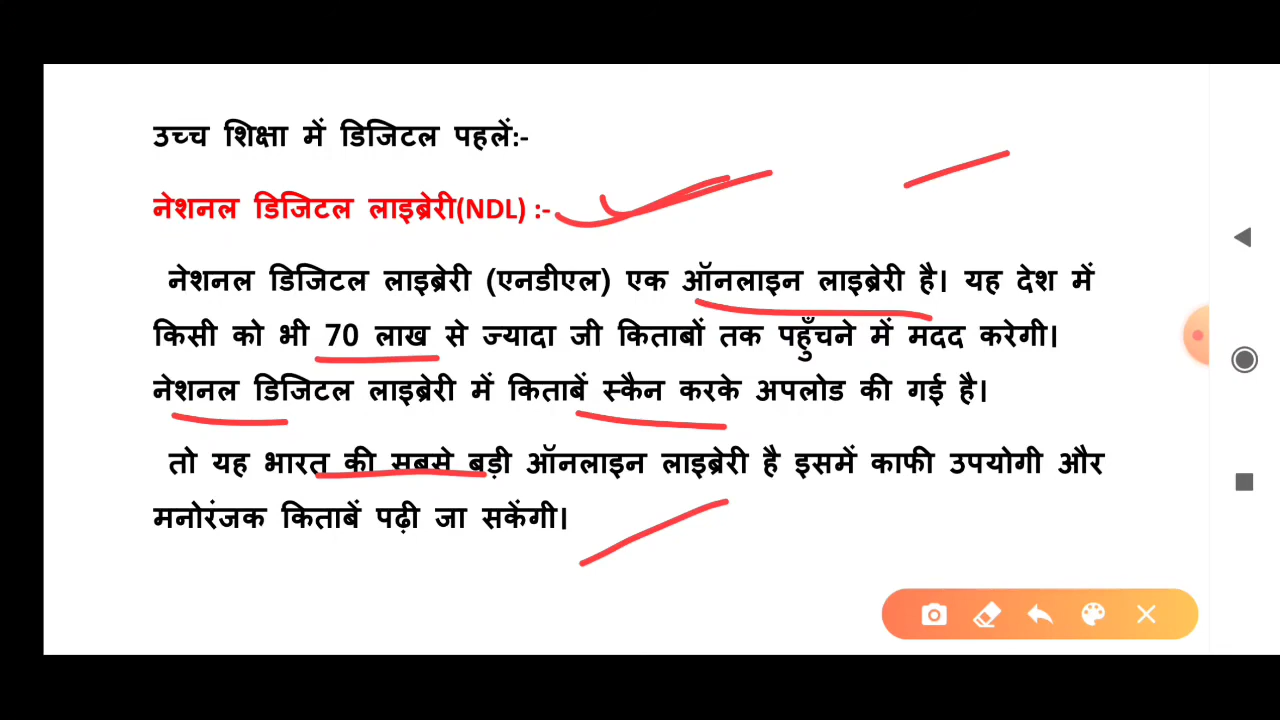 उच्च शिक्षा में डिजिटल पहलें:-
नेशनल डिजिटल लाइब्रेरी(NDL) :-
नेशनल डिजिटल लाइब्रेरी (एनडीएल) एक ऑनलाइन लाइब्रेरी है। यह देश में
किसी को भी 70 लाख से ज्यादा जी किताबों तक पहुँचने में मदद करेगी।
नेशनल डिजिटल लाइब्रेरी में किताबें स्कैन करके अपलोड की गई है।
तो यह भारत की सबसे बड़ी ऑनलाइन लाइब्रेरी है इसमें काफी उपयोगी और
मनोरंजक किताबें पढ़ी जा सकेंगी।